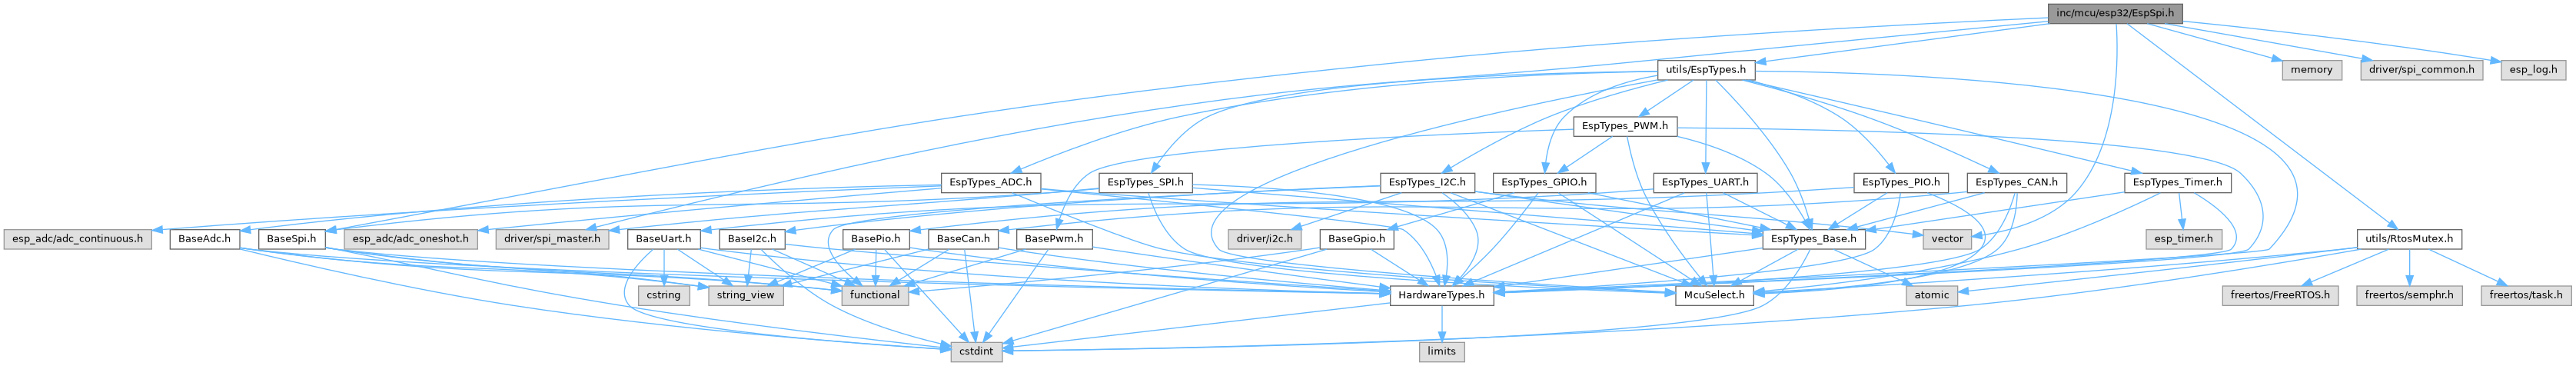 inc/mcu/esp32/EspSpi.h
utils/EspTypes.h
memory
driver/spi_common.h
esp_log.h
EspTypes_PWM.h
EspTypes_ADC.h
EspTypes_SPI.h
EspTypes_I2C.h
EspTypes_GPIO.h
EspTypes_UART.h
EspTypes_PIO.h
EspTypes_CAN.h
EspTypes_Timer.h
esp_adc/adc_continuous.h
BaseAdc.h
BaseSpi.h
esp_adc/adc_oneshot.h
driver/spi_master.h
BaseUart.h
BaseI2c.h
BasePio.h
BaseCan.h
BasePwm.h
driver/i2c.h
BaseGpio.h
EspTypes_Base.h
vector
esp_timer.h
utils/RtosMutex.h
cstring
string_view
functional
HardwareTypes.h
McuSelect.h
atomic
freertos/FreeRTOS.h
freertos/semphr.h
freertos/task.h
cstdint
limits